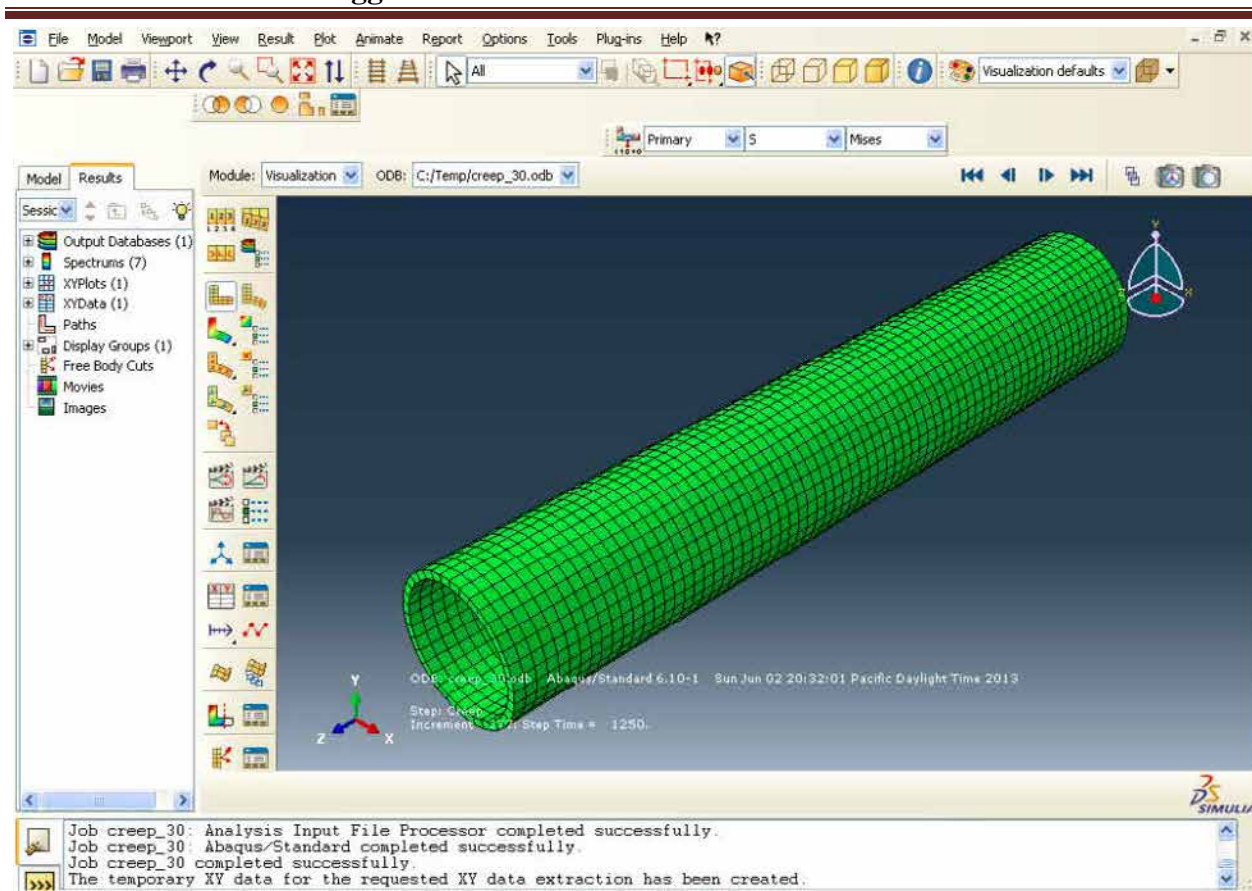 File Model Viewport View Result Plot Animate Report Options Tools Plug-ins Help
All
Visualization defaults
Primary S Mises
Model Results
Module: Visualization ODB: C:/Temp/creep_30.odb
Sessic
Output Databases (1)
Spectrums (7)
XYPlots (1)
XYData (1)
Paths
Display Groups (1)
Free Body Cuts
Movies
Images
Y
X
Y
Z
X
ODB: creep_30.odb Abaqus/Standard 6.10-1 Sun Jun 02 20:32:01 Pacific Daylight Time 2013
Step: Creep
Increment Step Time = 1250.
SIMULIA
Job creep_30: Analysis Input File Processor completed successfully.
Job creep_30: Abaqus/Standard completed successfully.
Job creep_30 completed successfully.
The temporary XY data for the requested XY data extraction has been created.